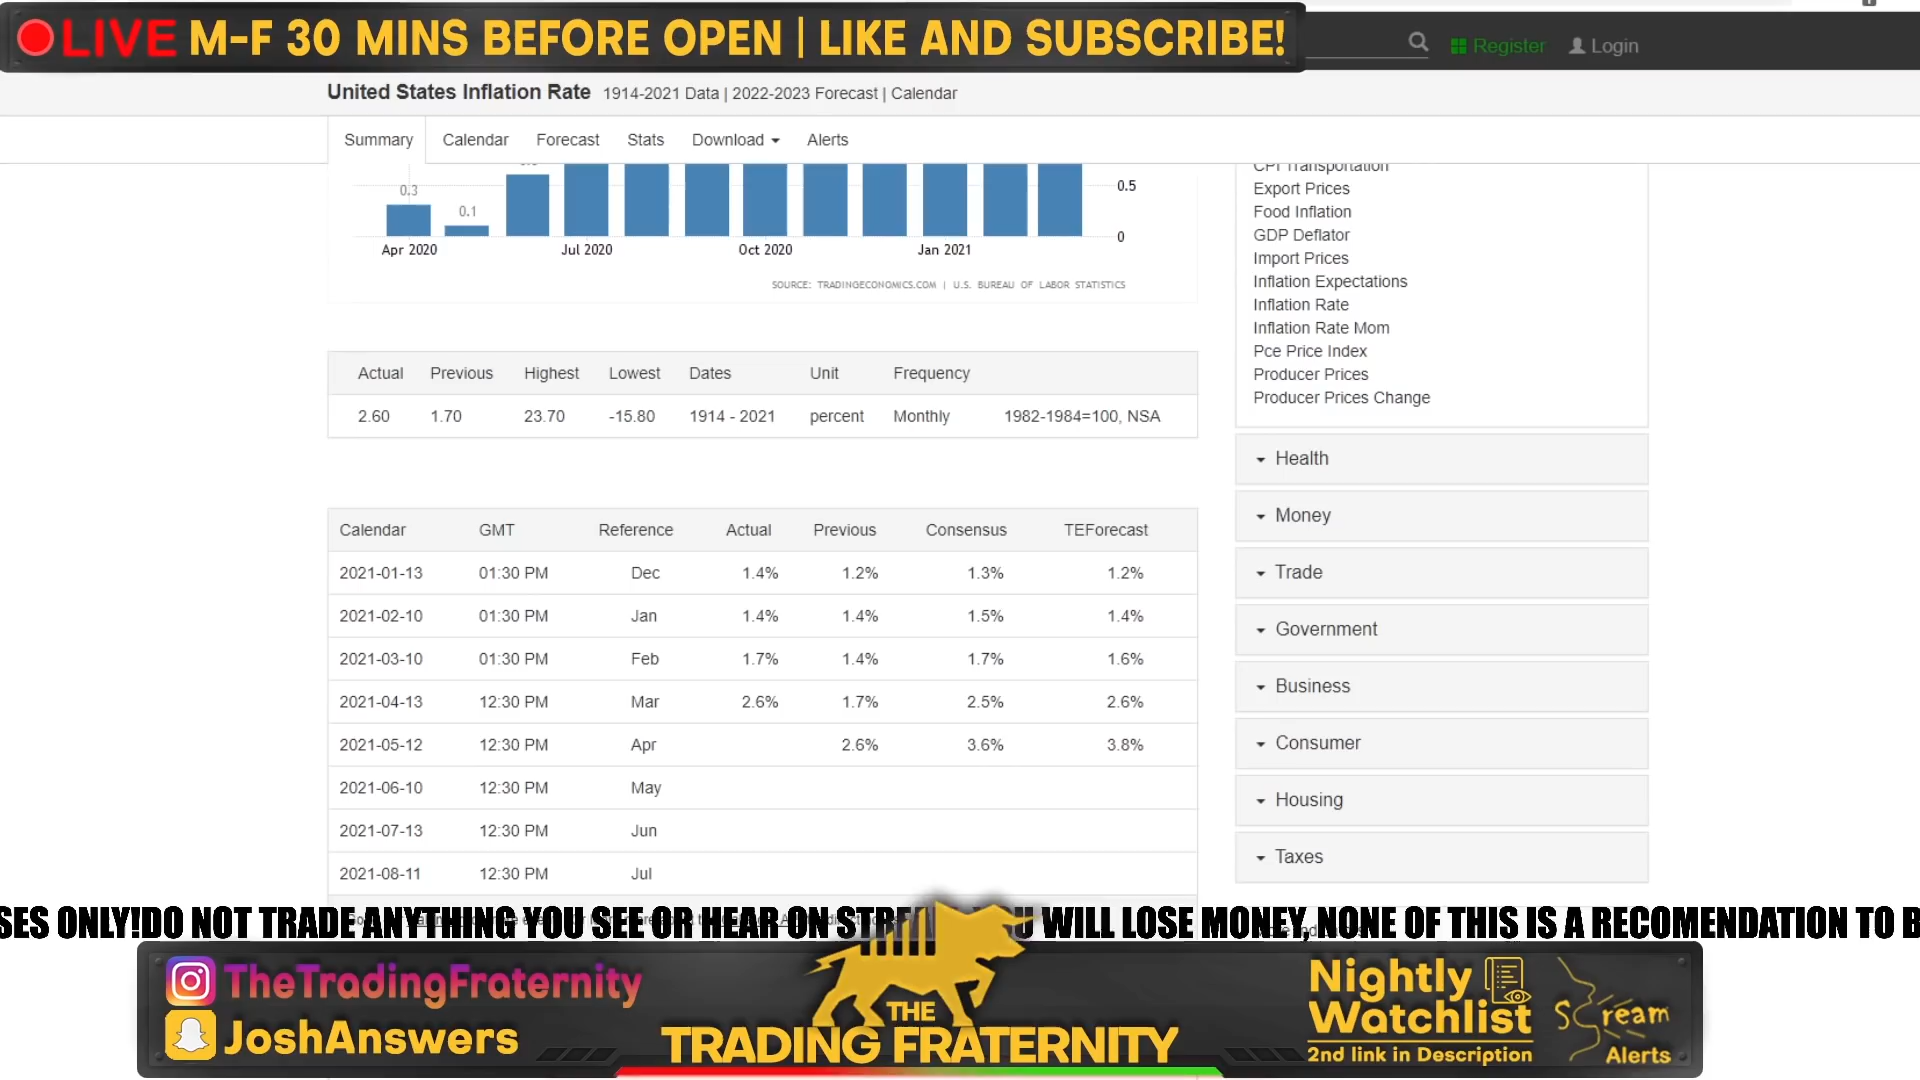 LIVE M-F 30 MINS BEFORE OPEN | LIKE AND SUBSCRIBE!
Register Login
United States Inflation Rate 1914-2021 Data | 2022-2023 Forecast | Calendar
Summary Calendar Forecast Stats Download Alerts
0.3 0.1
0.5
0
Apr 2020 Jul 2020 Oct 2020 Jan 2021
SOURCE: TRADINGECONOMICS.COM | U.S. BUREAU OF LABOR STATISTICS
Actual Previous Highest Lowest Dates Unit Frequency
2.60 1.70 23.70 -15.80 1914 - 2021 percent Monthly 1982-1984=100, NSA
Calendar GMT Reference Actual Previous Consensus TEForecast
2021-01-13 01:30 PM Dec 1.4% 1.2% 1.3% 1.2%
2021-02-10 01:30 PM Jan 1.4% 1.4% 1.5% 1.4%
2021-03-10 01:30 PM Feb 1.7% 1.4% 1.7% 1.6%
2021-04-13 12:30 PM Mar 2.6% 1.7% 2.5% 2.6%
2021-05-12 12:30 PM Apr 2.6% 3.6% 3.8%
2021-06-10 12:30 PM May
2021-07-13 12:30 PM Jun
2021-08-11 12:30 PM Jul
CPI Transportation
Export Prices
Food Inflation
GDP Deflator
Import Prices
Inflation Expectations
Inflation Rate
Inflation Rate Mom
Pce Price Index
Producer Prices
Producer Prices Change
Health
Money
Trade
Government
Business
Consumer
Housing
Taxes
SES ONLY!DO NOT TRADE ANYTHING YOU SEE OR HEAR ON STR U WILL LOSE MONEY, NONE OF THIS IS A RECOMENDATION TO B
TheTradingFraternity
JoshAnswers
THE
TRADING FRATERNITY
Nightly
Watchlist
2nd link in Description
Scream
Alerts